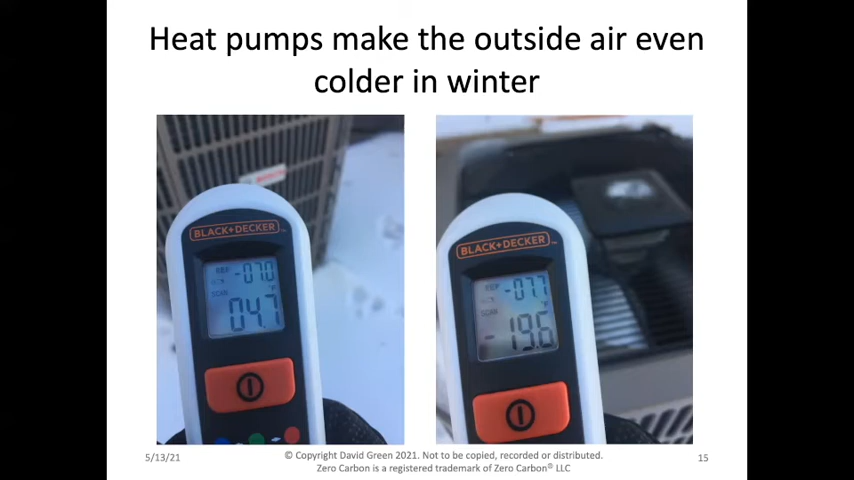 Heat pumps make the outside air even
colder in winter
BOSCH
BLACK+DECKER
REF -07.0
°F
SCAN
04.7
BLACK+DECKER
REF -07.7
°F
SCAN
-19.6
5/13/21
© Copyright David Green 2021. Not to be copied, recorded or distributed.
Zero Carbon is a registered trademark of Zero Carbon® LLC
15